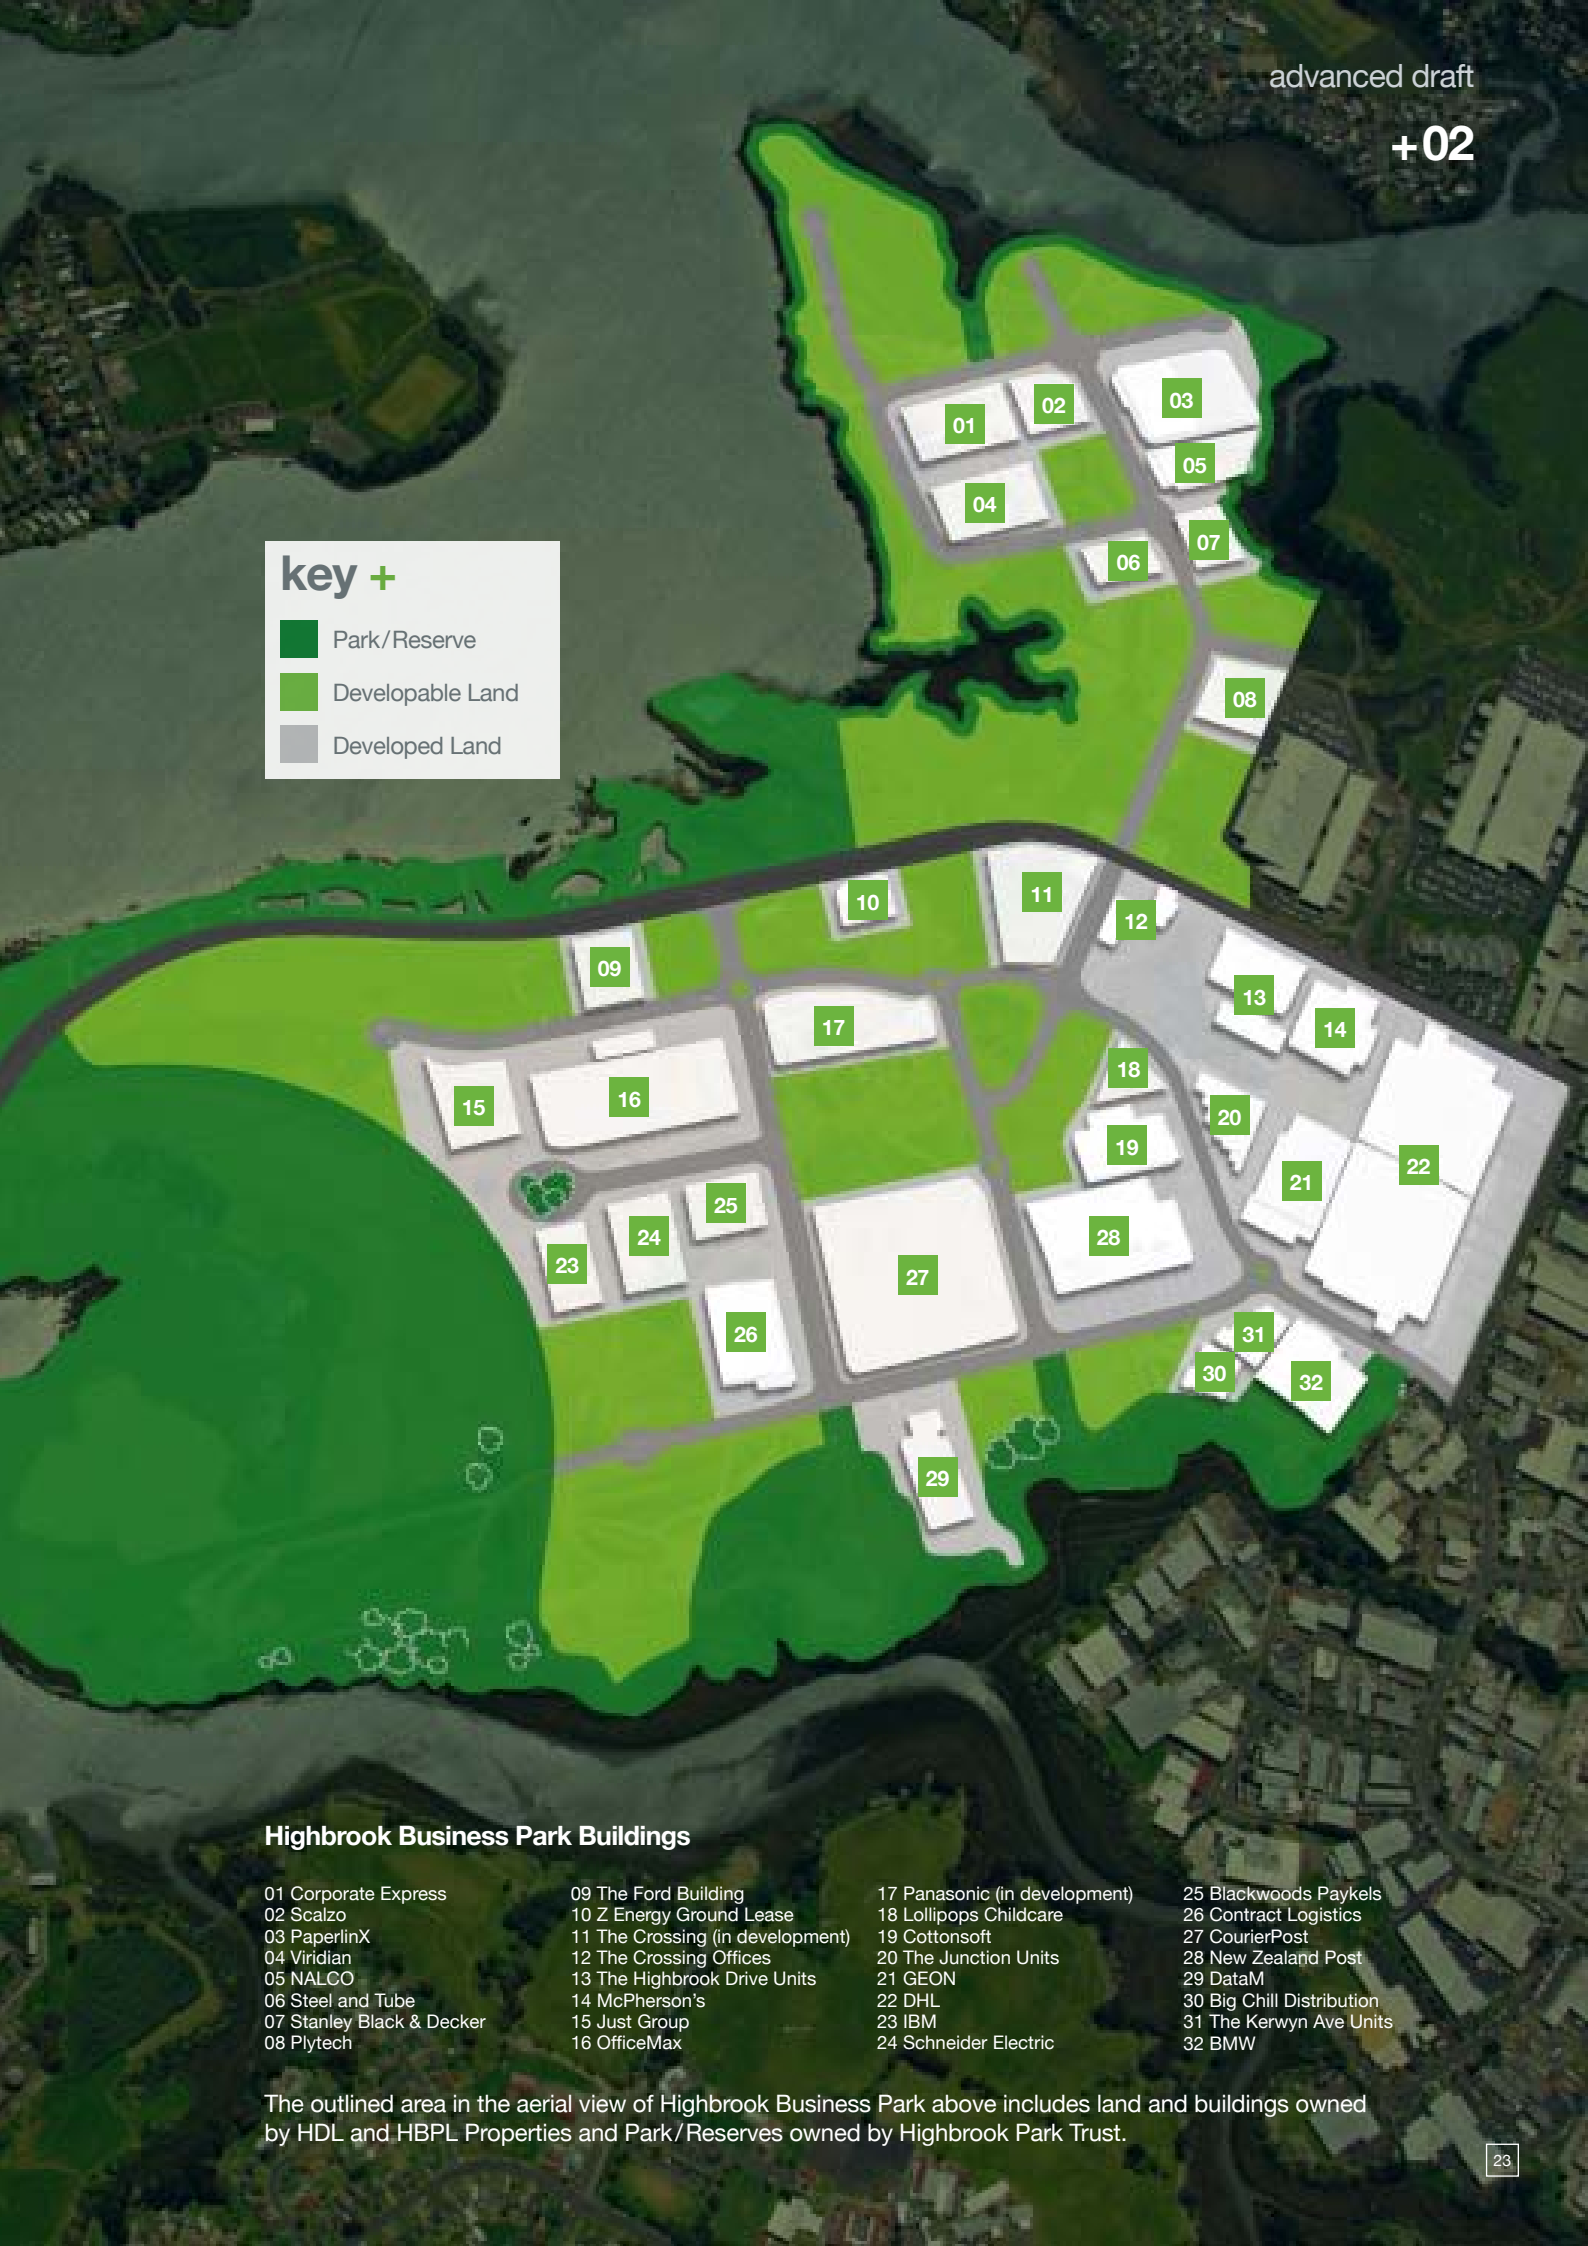 advanced draft
+02
01
02
03
05
04
07
06
08
key +
Park/Reserve
Developable Land
Developed Land
10
11
12
09
13
17
14
18
16
15
20
19
22
21
25
24
28
23
27
26
31
30
32
29
Highbrook Business Park Buildings
01 Corporate Express
02 Scalzo
03 PaperlinX
04 Viridian
05 NALCO
06 Steel and Tube
07 Stanley Black & Decker
08 Plytech
09 The Ford Building
10 Z Energy Ground Lease
11 The Crossing (in development)
12 The Crossing Offices
13 The Highbrook Drive Units
14 McPherson's
15 Just Group
16 OfficeMax
17 Panasonic (in development)
18 Lollipops Childcare
19 Cottonsoft
20 The Junction Units
21 GEON
22 DHL
23 IBM
24 Schneider Electric
25 Blackwoods Paykels
26 Contract Logistics
27 CourierPost
28 New Zealand Post
29 DataM
30 Big Chill Distribution
31 The Kerwyn Ave Units
32 BMW
The outlined area in the aerial view of Highbrook Business Park above includes land and buildings owned
by HDL and HBPL Properties and Park/Reserves owned by Highbrook Park Trust.
23